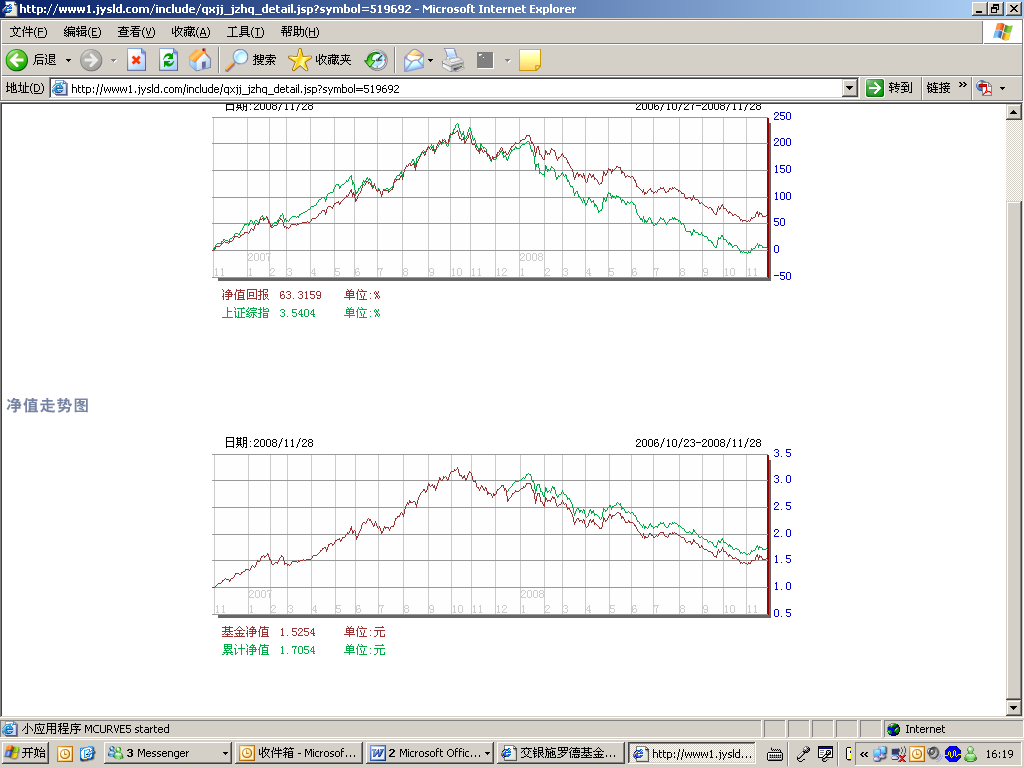 http://www1.jysld.com/include/qxjj_jzhq_detail.jsp?symbol=519692 - Microsoft Internet Explorer
文件(F) 编辑(E) 查看(V) 收藏(A) 工具(T) 帮助(H)
后退 搜索 收藏夹
地址(D) http://www1.jysld.com/include/qxjj_jzhq_detail.jsp?symbol=519692 转到 链接 »
日期:2008/11/28 2006/10/27-2008/11/28
250
200
150
100
50
0
-50
2007 2008
11 1 2 3 4 5 6 7 8 9 10 11 12 1 2 3 4 5 6 7 8 9 10 11
净值回报 63.3159 单位:%
上证综指 3.5404 单位:%
净值走势图
日期:2008/11/28 2006/10/23-2008/11/28
3.5
3.0
2.5
2.0
1.5
1.0
0.5
2007 2008
11 1 2 3 4 5 6 7 8 9 10 11 12 1 2 3 4 5 6 7 8 9 10 11
基金净值 1.5254 单位:元
累计净值 1.7054 单位:元
小应用程序 MCURVE5 started Internet
开始 3 Messenger 收件箱 - Microsof... 2 Microsoft Offic... 交银施罗德基金... http://www1.jysld... « 16:19